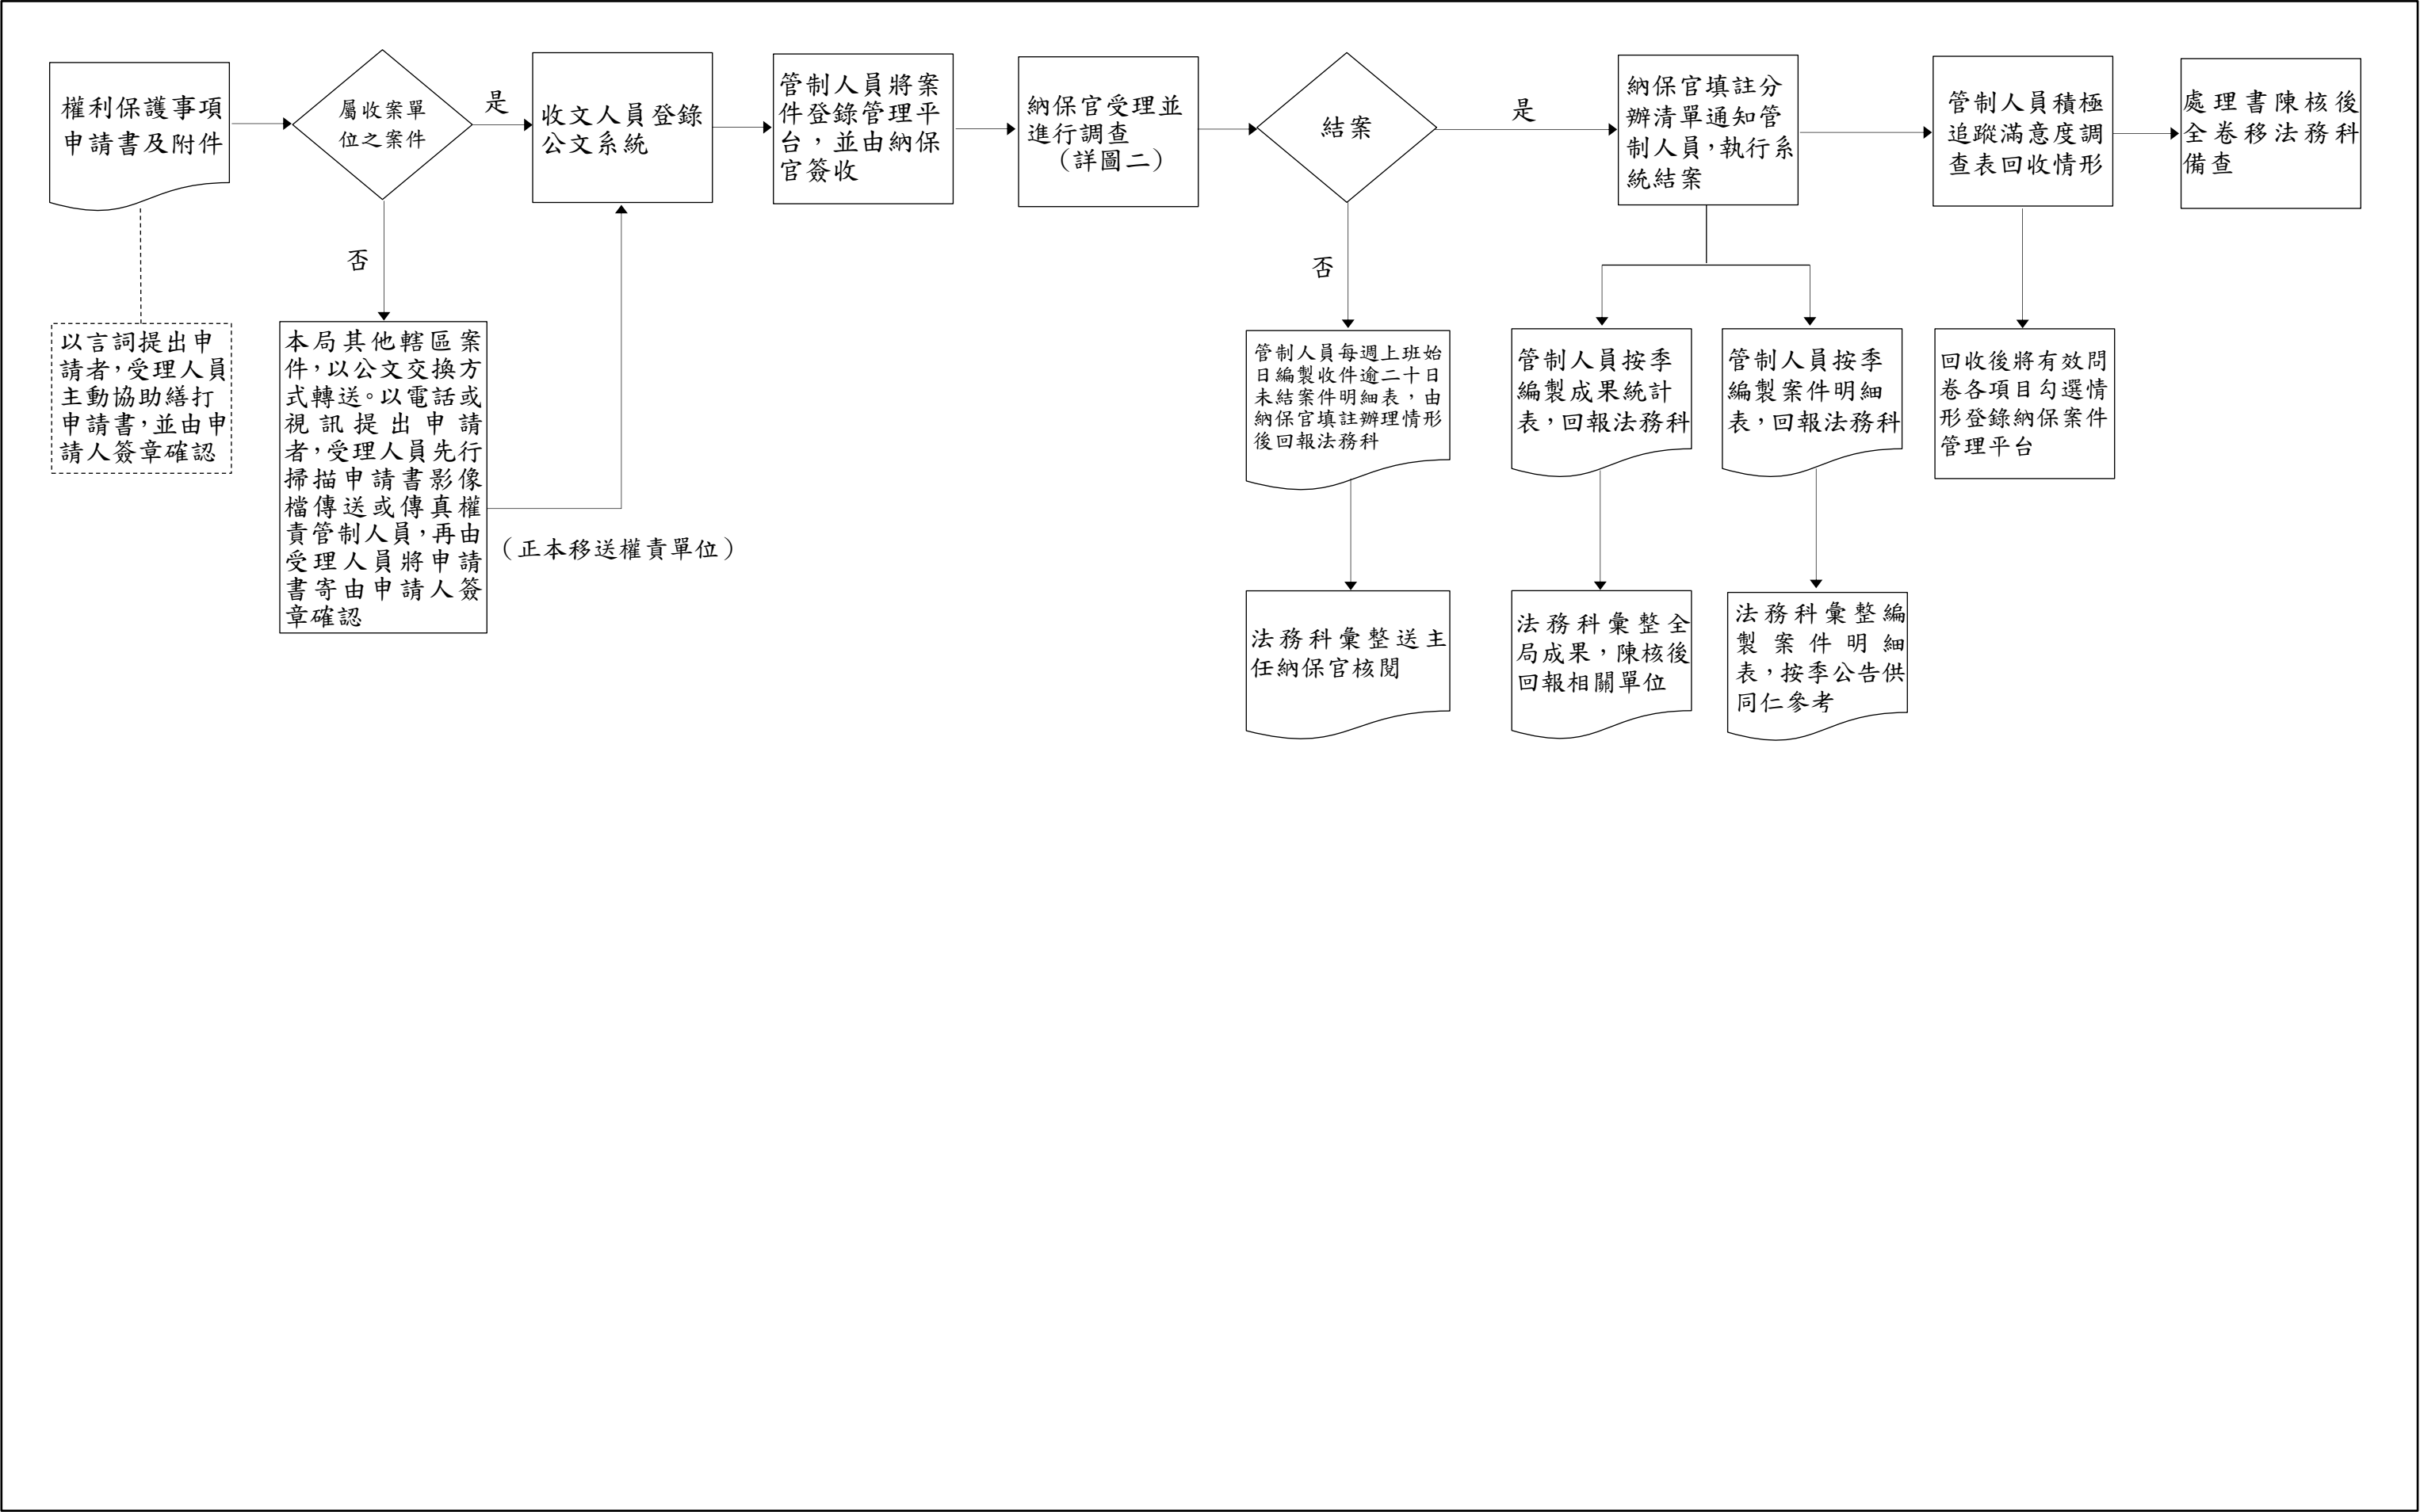 權利保護事項
申請書及附件
屬收案單
位之案件
是
收文人員登錄
公文系統
管制人員將案
件登錄管理平
台，並由納保
官簽收
納保官受理並
進行調查
（詳圖二）
結案
是
納保官填註分
辦清單通知管
制人員，執行系
統結案
管制人員積極
追蹤滿意度調
查表回收情形
處理書陳核後
全卷移法務科
備查
否
否
以言詞提出申
請者，受理人員
主動協助繕打
申請書，並由申
請人簽章確認
本局其他轄區案
件，以公文交換方
式轉送。以電話或
視訊提出申請
者，受理人員先行
掃描申請書影像
檔傳送或傳真權
責管制人員，再由
受理人員將申請
書寄由申請人簽
章確認
（正本移送權責單位）
管制人員每週上班始
日編製收件逾二十日
未結案件明細表，由
納保官填註辦理情形
後回報法務科
管制人員按季
編製成果統計
表，回報法務科
管制人員按季
編製案件明細
表，回報法務科
回收後將有效問
卷各項目勾選情
形登錄納保案件
管理平台
法務科彙整送主
任納保官核閱
法務科彙整全
局成果，陳核後
回報相關單位
法務科彙整編
製案件明細
表，按季公告供
同仁參考